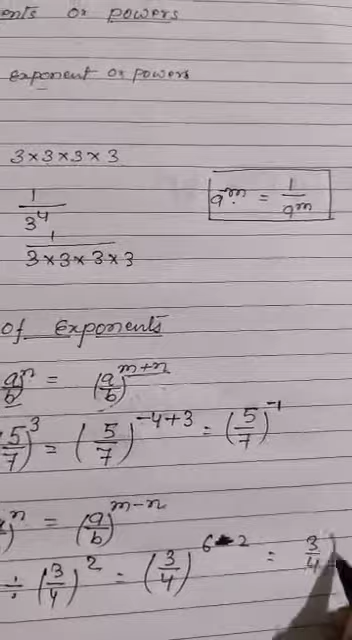 ents or powers
exponent or powers
3×3×3×3
1/3⁴
a^m = 1/a^m
1/(3×3×3×3)
of Exponents
(a/b)^n = (a/b)^(m+n)
(5/7)^3 = (5/7)^(-4+3) = (5/7)^-1
)^n = (a/b)^(m-n)
÷ (3/4)^2 = (3/4)^(6-2) = 3/4